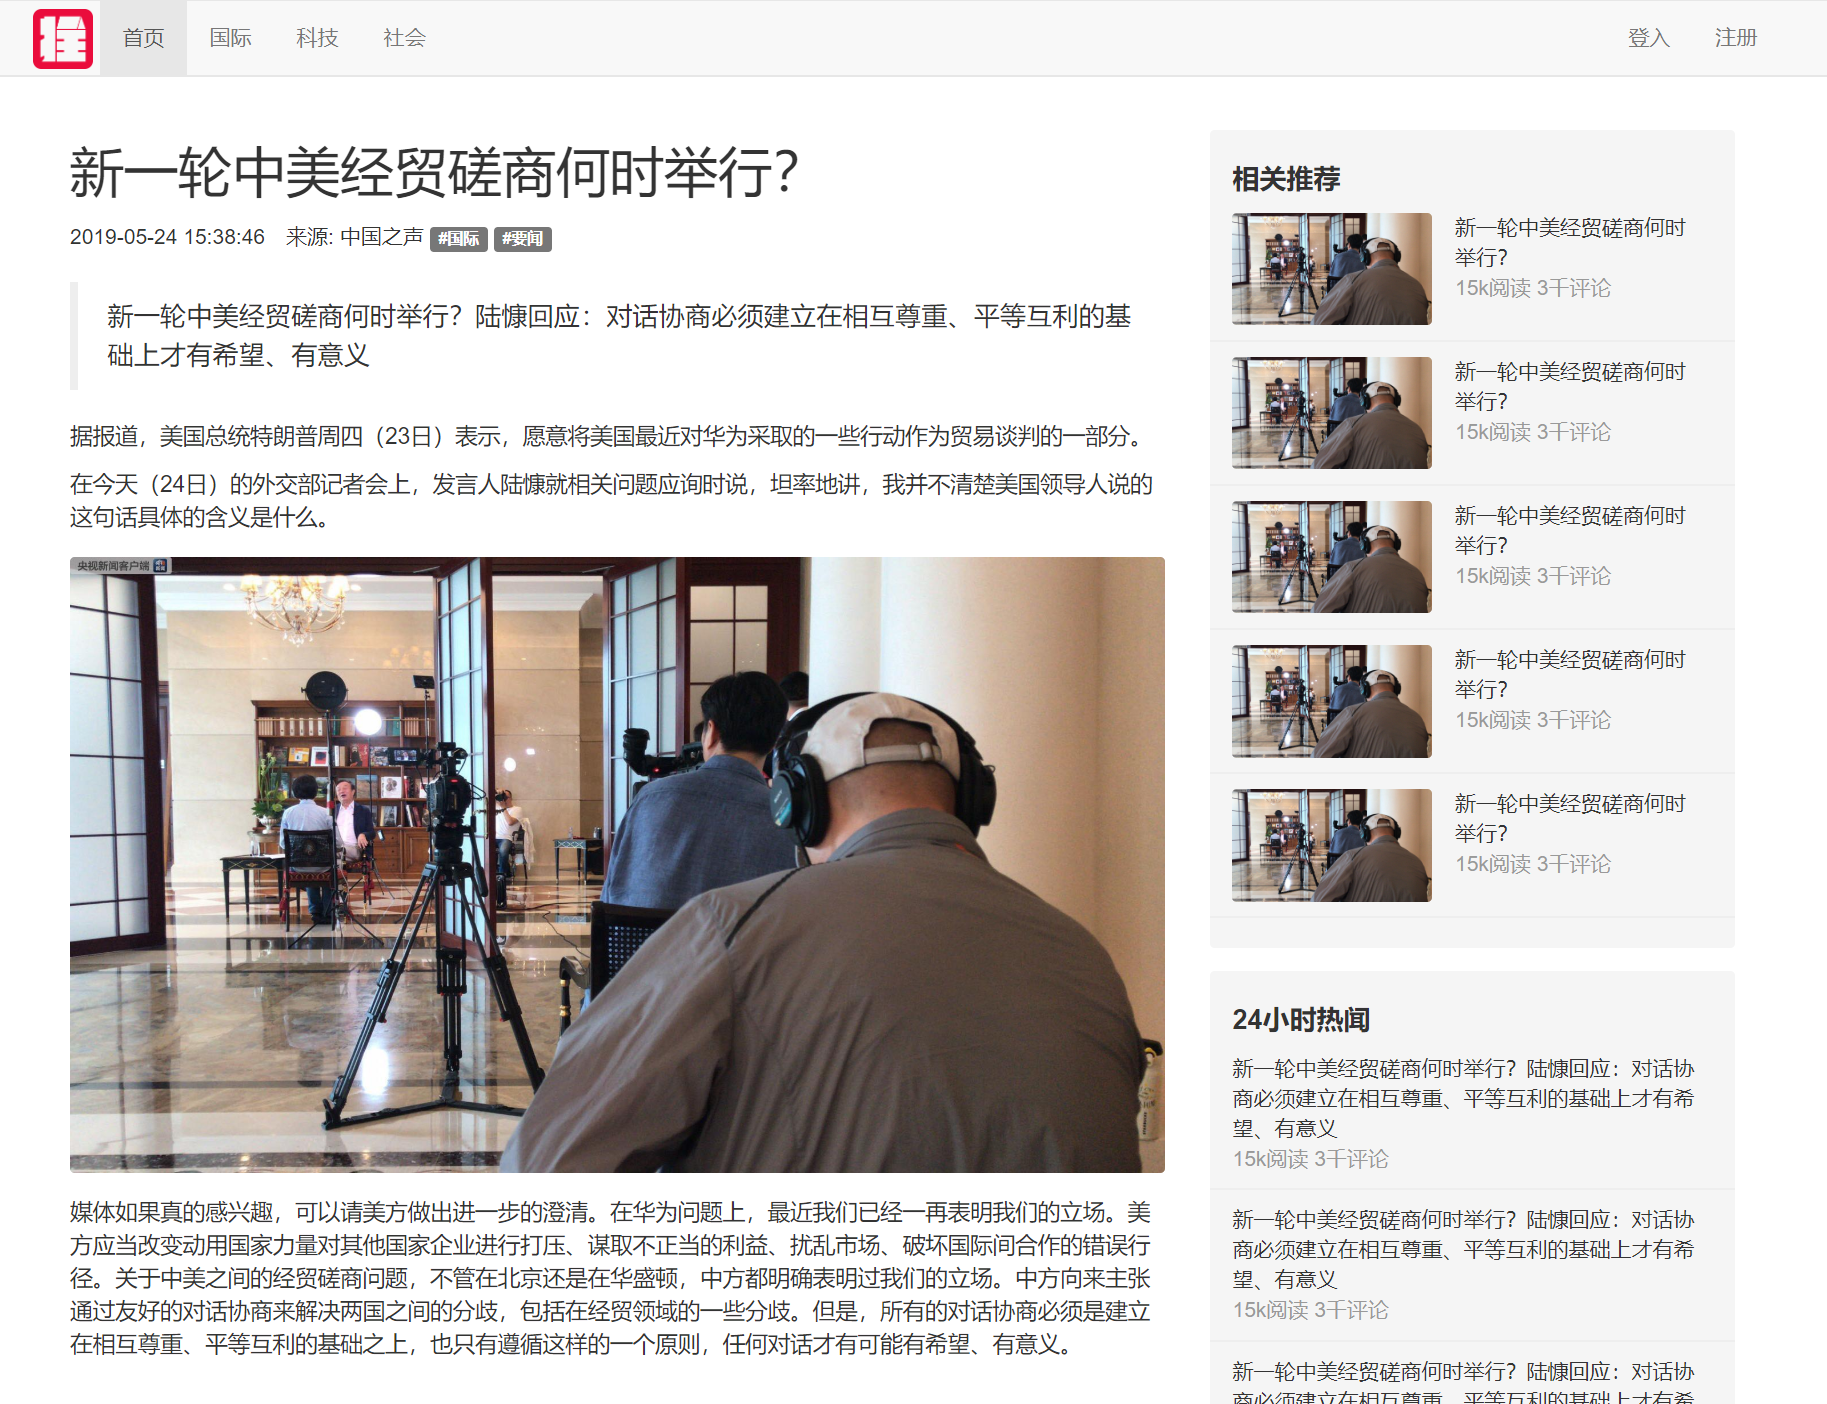 首页 国际 科技 社会 登入 注册
新一轮中美经贸磋商何时举行？
2019-05-24 15:38:46 来源: 中国之声 #国际 #要闻
新一轮中美经贸磋商何时举行？陆慷回应：对话协商必须建立在相互尊重、平等互利的基
础上才有希望、有意义
据报道，美国总统特朗普周四（23日）表示，愿意将美国最近对华为采取的一些行动作为贸易谈判的一部分。
在今天（24日）的外交部记者会上，发言人陆慷就相关问题应询时说，坦率地讲，我并不清楚美国领导人说的
这句话具体的含义是什么。
央视新闻客户端
媒体如果真的感兴趣，可以请美方做出进一步的澄清。在华为问题上，最近我们已经一再表明我们的立场。美
方应当改变动用国家力量对其他国家企业进行打压、谋取不正当的利益、扰乱市场、破坏国际间合作的错误行
径。关于中美之间的经贸磋商问题，不管在北京还是在华盛顿，中方都明确表明过我们的立场。中方向来主张
通过友好的对话协商来解决两国之间的分歧，包括在经贸领域的一些分歧。但是，所有的对话协商必须是建立
在相互尊重、平等互利的基础之上，也只有遵循这样的一个原则，任何对话才有可能有希望、有意义。
相关推荐
新一轮中美经贸磋商何时
举行？
15k阅读 3千评论
新一轮中美经贸磋商何时
举行？
15k阅读 3千评论
新一轮中美经贸磋商何时
举行？
15k阅读 3千评论
新一轮中美经贸磋商何时
举行？
15k阅读 3千评论
新一轮中美经贸磋商何时
举行？
15k阅读 3千评论
24小时热闻
新一轮中美经贸磋商何时举行？陆慷回应：对话协
商必须建立在相互尊重、平等互利的基础上才有希
望、有意义
15k阅读 3千评论
新一轮中美经贸磋商何时举行？陆慷回应：对话协
商必须建立在相互尊重、平等互利的基础上才有希
望、有意义
15k阅读 3千评论
新一轮中美经贸磋商何时举行？陆慷回应：对话协
商必须建立在相互尊重、平等互利的基础上才有希